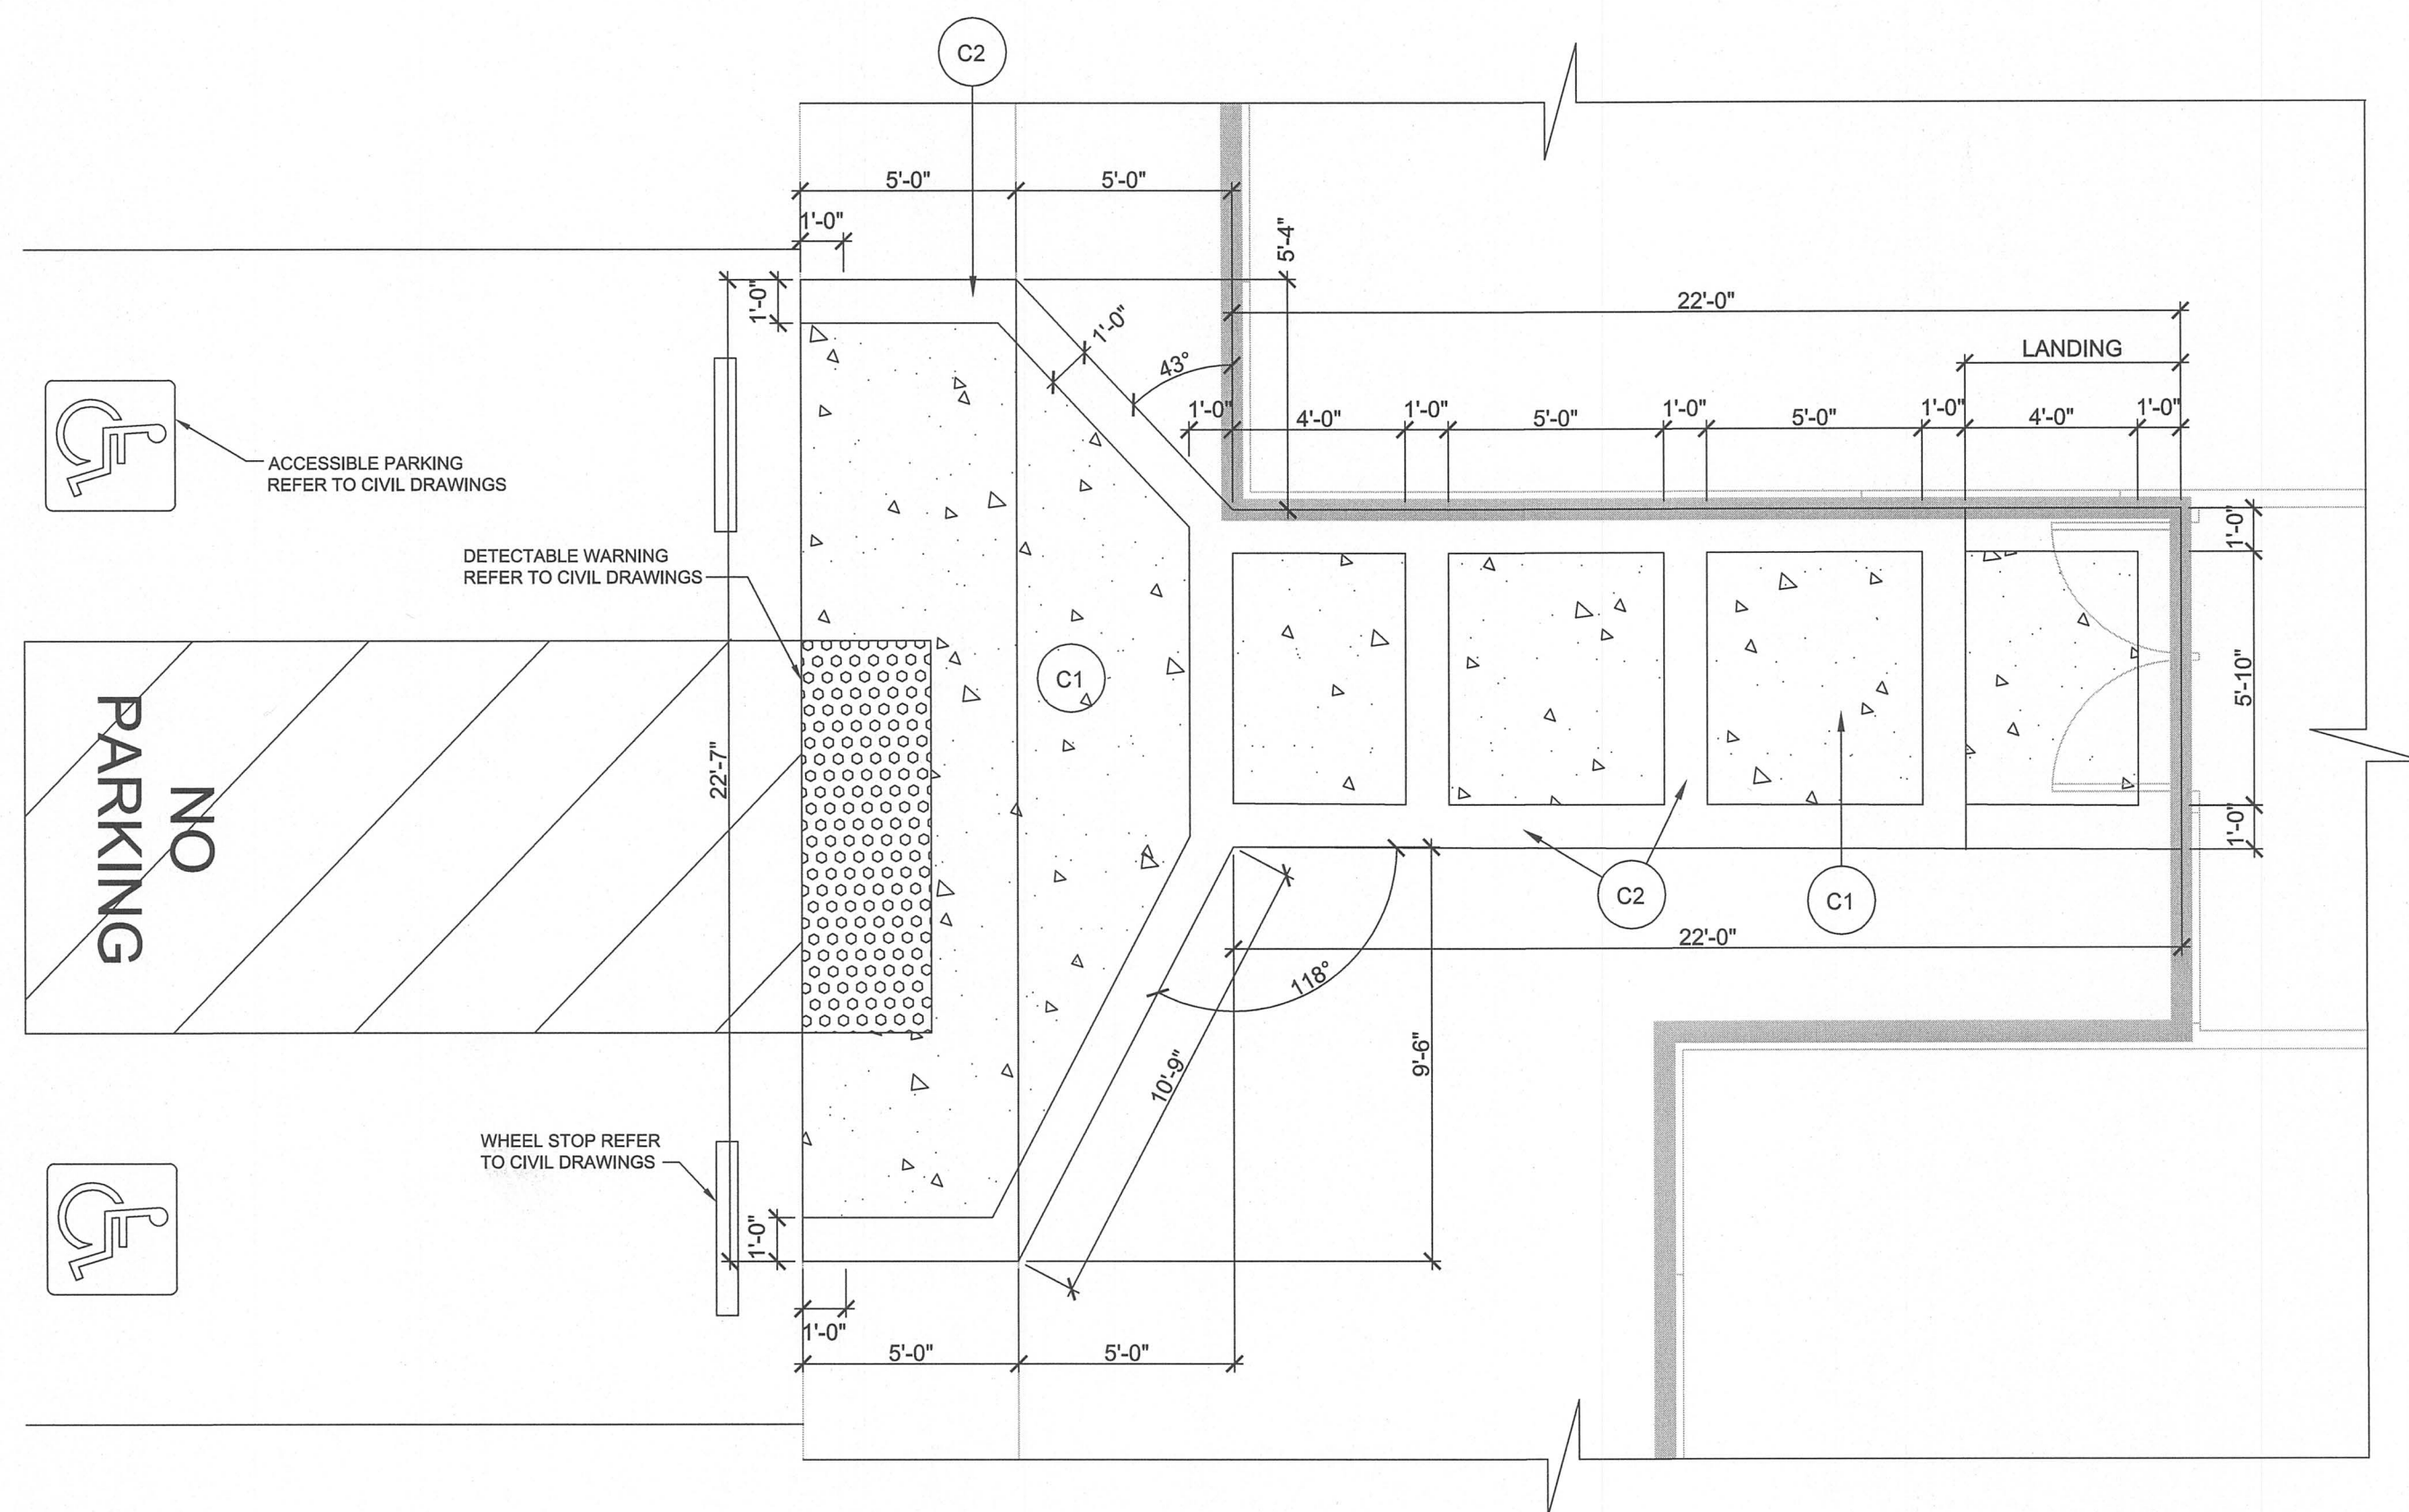 C2
5'-0"
5'-0"
1'-0"
5'-4"
1'-0"
22'-0"
1'-0"
LANDING
43°
1'-0"
4'-0"
1'-0"
5'-0"
1'-0"
5'-0"
1'-0"
4'-0"
1'-0"
ACCESSIBLE PARKING
REFER TO CIVIL DRAWINGS
1'-0"
DETECTABLE WARNING
REFER TO CIVIL DRAWINGS
C1
5'-10"
22'-7"
NO
PARKING
1'-0"
C2
C1
22'-0"
118°
9'-6"
10'-9"
WHEEL STOP REFER
TO CIVIL DRAWINGS
1'-0"
1'-0"
5'-0"
5'-0"